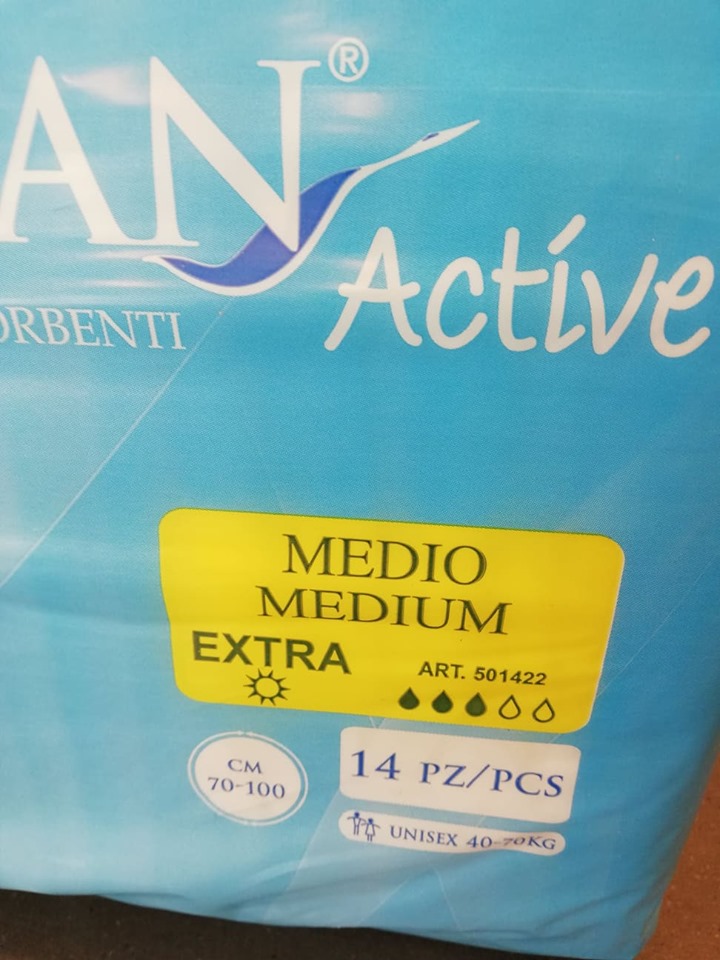 AN®
Active
ORBENTI
MEDIO
MEDIUM
EXTRA
ART. 501422
CM
70-100
14 PZ/PCS
UNISEX 40-70KG